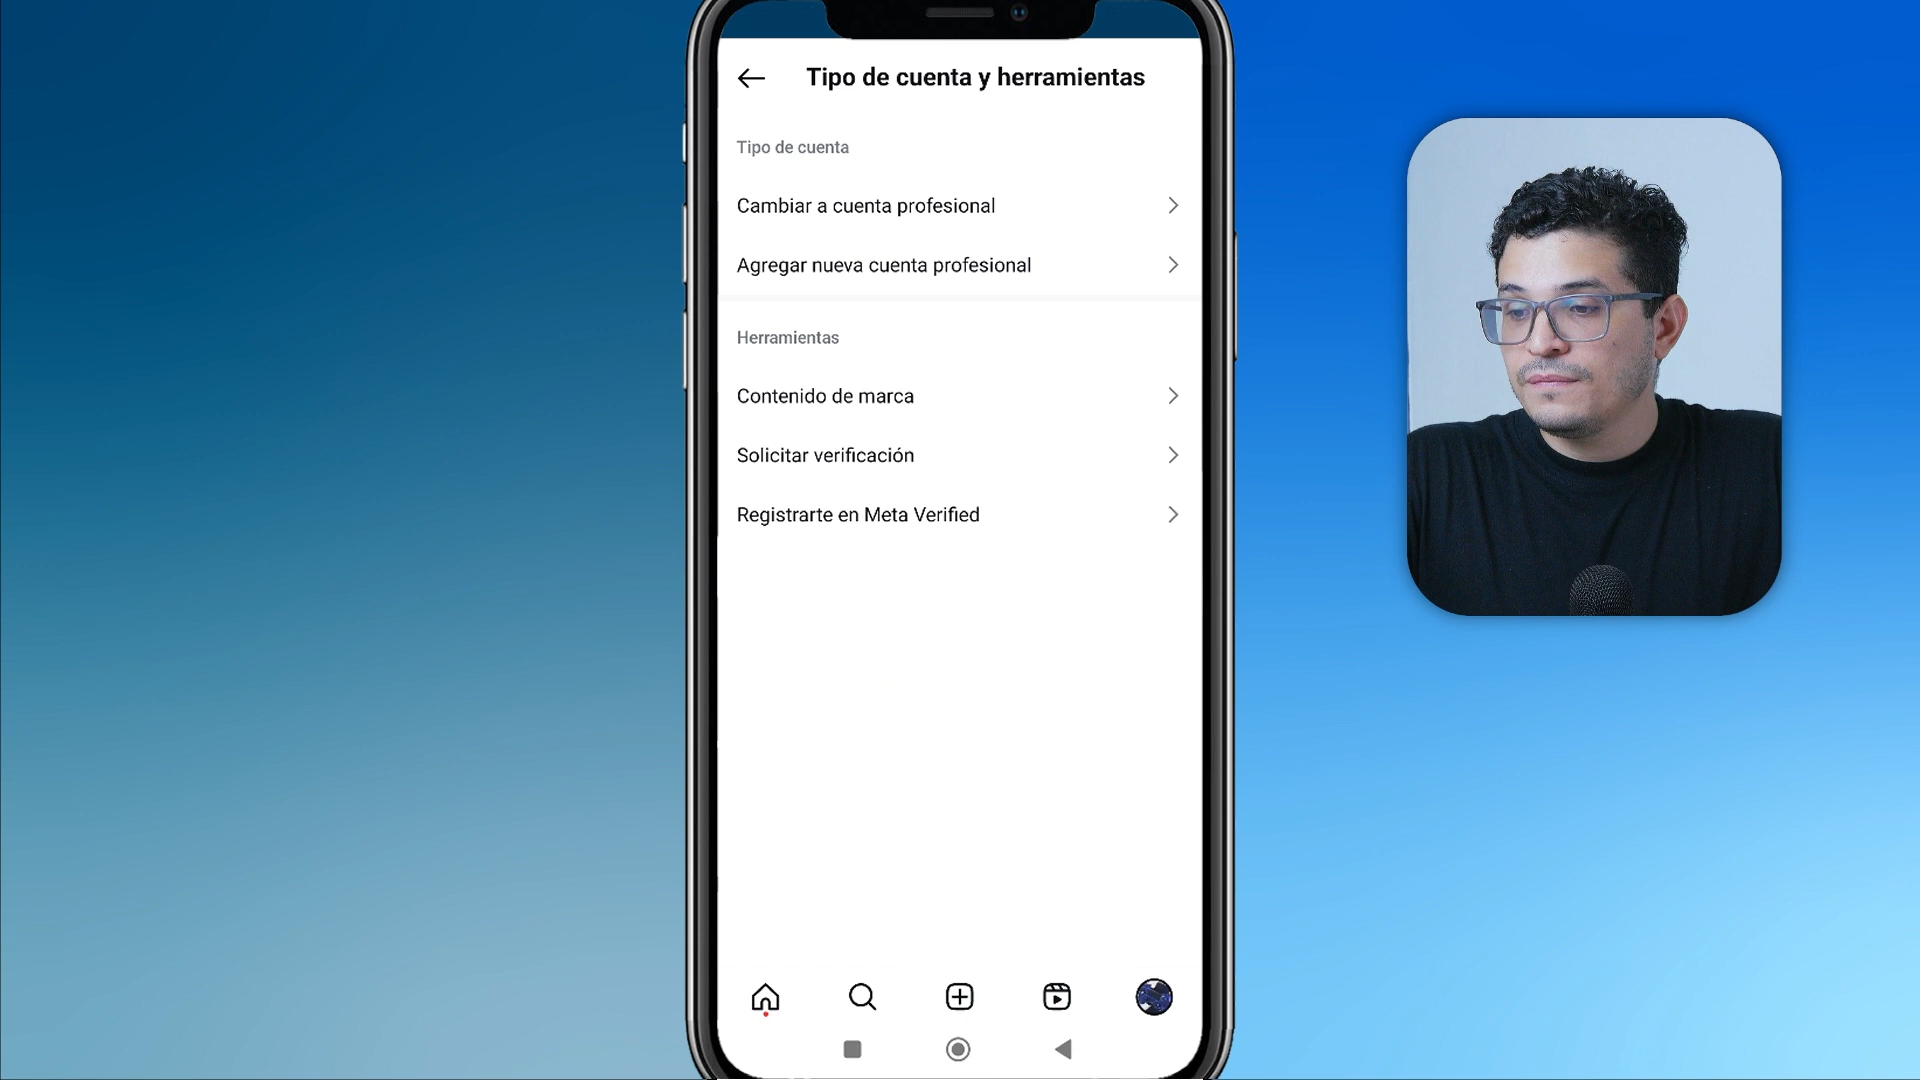 Tipo de cuenta y herramientas
Tipo de cuenta
Cambiar a cuenta profesional
Agregar nueva cuenta profesional
Herramientas
Contenido de marca
Solicitar verificación
Registrarte en Meta Verified